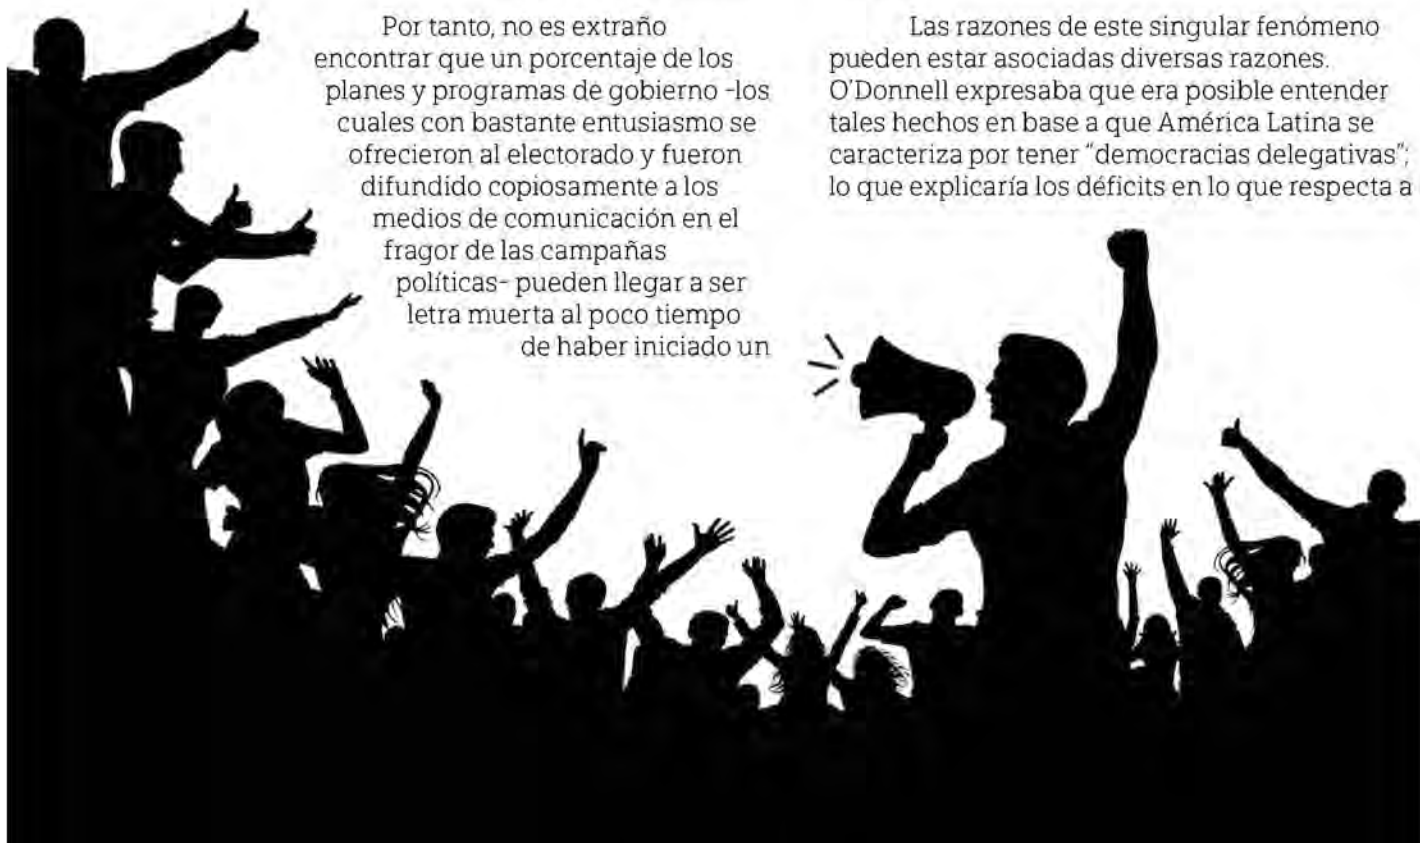 Por tanto, no es extraño
encontrar que un porcentaje de los
planes y programas de gobierno -los
cuales con bastante entusiasmo se
ofrecieron al electorado y fueron
difundido copiosamente a los
medios de comunicación en el
fragor de las campañas
políticas- pueden llegar a ser
letra muerta al poco tiempo
de haber iniciado un
Las razones de este singular fenómeno
pueden estar asociadas diversas razones.
O'Donnell expresaba que era posible entender
tales hechos en base a que América Latina se
caracteriza por tener "democracias delegativas";
lo que explicaría los déficits en lo que respecta a